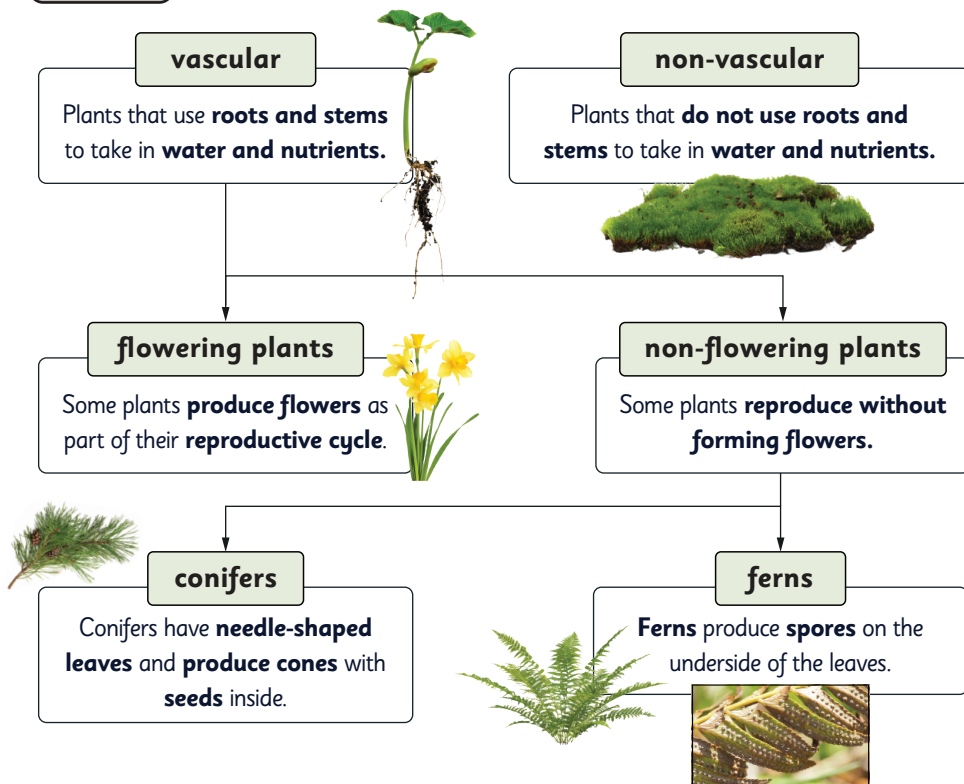 vascular
Plants that use roots and stems
to take in water and nutrients.
non-vascular
Plants that do not use roots and
stems to take in water and nutrients.
flowering plants
Some plants produce flowers as
part of their reproductive cycle.
non-flowering plants
Some plants reproduce without
forming flowers.
conifers
Conifers have needle-shaped
leaves and produce cones with
seeds inside.
ferns
Ferns produce spores on the
underside of the leaves.